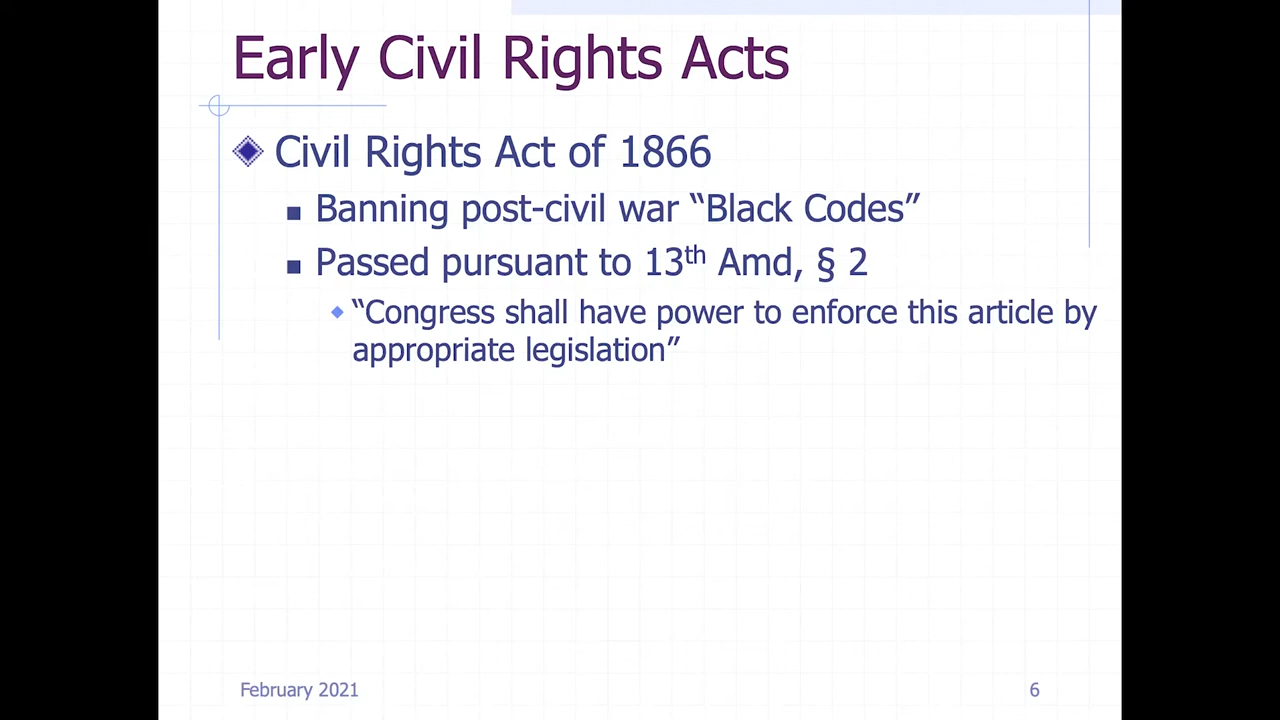 Early Civil Rights Acts
Civil Rights Act of 1866
Banning post-civil war “Black Codes”
Passed pursuant to 13th Amd, § 2
“Congress shall have power to enforce this article by
appropriate legislation”
February 2021
6